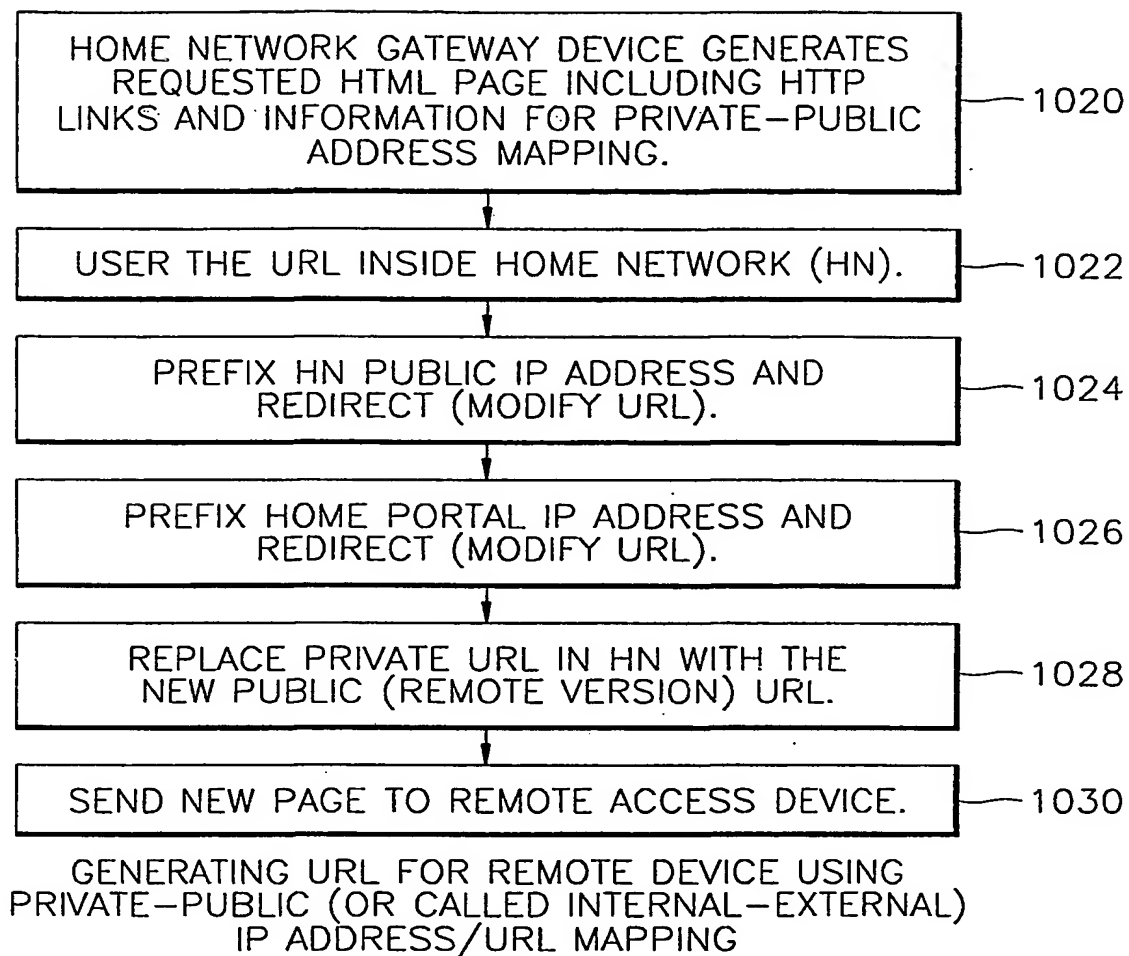 HOME NETWORK GATEWAY DEVICE GENERATES
REQUESTED HTML PAGE INCLUDING HTTP
LINKS AND INFORMATION FOR PRIVATE-PUBLIC
ADDRESS MAPPING.
1020
USER THE URL INSIDE HOME NETWORK (HN).
1022
PREFIX HN PUBLIC IP ADDRESS AND
REDIRECT (MODIFY URL).
1024
PREFIX HOME PORTAL IP ADDRESS AND
REDIRECT (MODIFY URL).
1026
REPLACE PRIVATE URL IN HN WITH THE
NEW PUBLIC (REMOTE VERSION) URL.
1028
SEND NEW PAGE TO REMOTE ACCESS DEVICE.
1030
GENERATING URL FOR REMOTE DEVICE USING
PRIVATE-PUBLIC (OR CALLED INTERNAL-EXTERNAL)
IP ADDRESS/URL MAPPING